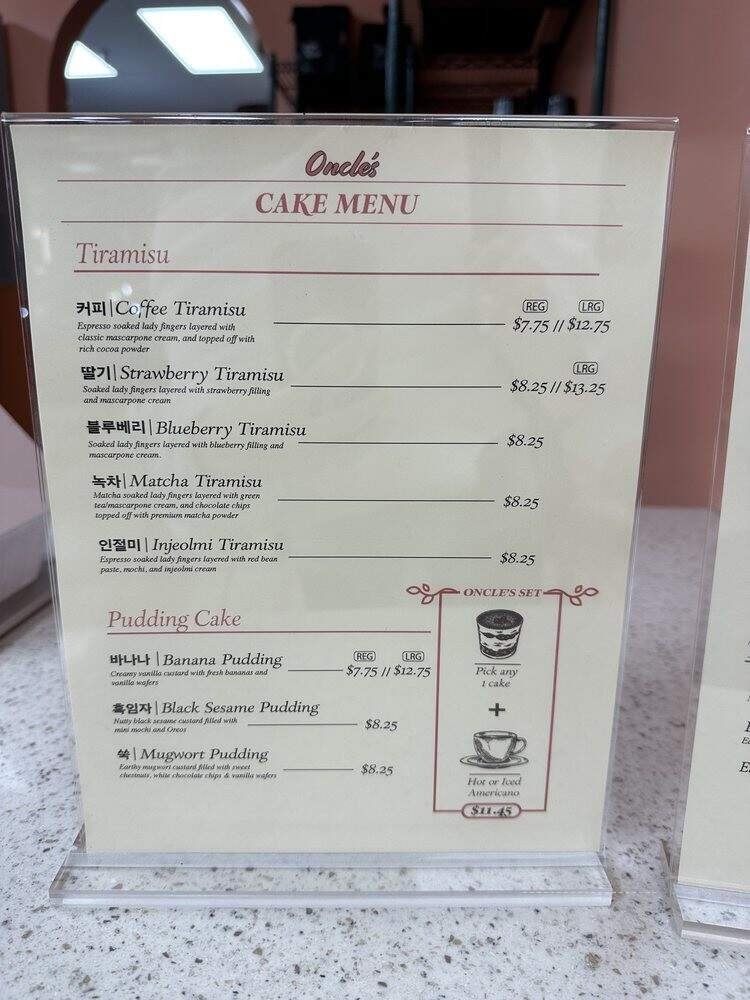 Oncle's
CAKE MENU
Tiramisu
커피 | Coffee Tiramisu
REG LRG
$7.75 // $12.75
Espresso soaked lady fingers layered with
classic mascarpone cream, and topped off with
rich cocoa powder
딸기 | Strawberry Tiramisu
LRG
$8.25 // $13.25
Soaked lady fingers layered with strawberry filling
and mascarpone cream
블루베리 | Blueberry Tiramisu
$8.25
Soaked lady fingers layered with blueberry filling and
mascarpone cream.
녹차 | Matcha Tiramisu
$8.25
Matcha soaked lady fingers layered with green
tea/mascarpone cream, and chocolate chips
topped off with premium matcha powder
인절미 | Injeolmi Tiramisu
$8.25
Espresso soaked lady fingers layered with red bean
paste, mochi, and injeolmi cream
Pudding Cake
바나나 | Banana Pudding
REG LRG
$7.75 // $12.75
Creamy vanilla custard with fresh bananas and
vanilla wafers
흑임자 | Black Sesame Pudding
$8.25
Nutty black sesame custard filled with
mini mochi and Oreos
쑥 | Mugwort Pudding
$8.25
Earthy mugwort custard filled with sweet
chestnuts, white chocolate chips & vanilla wafers
ONCLE'S SET
Pick any
1 cake
+
Hot or Iced
Americano
$11.45